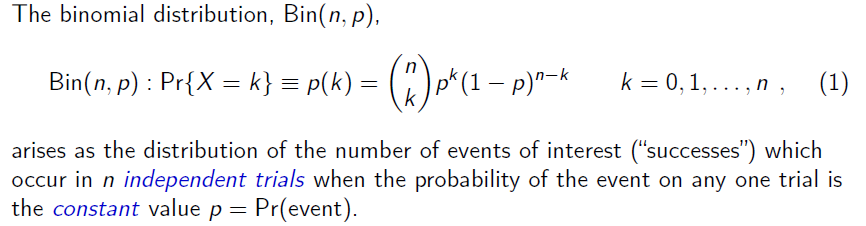 The binomial distribution, Bin(n, p),
Bin(n, p) : Pr{X = k} ≡ p(k) = \binom{n}{k} p^k (1 − p)^{n−k}    k = 0, 1, . . . , n ,    (1)
arises as the distribution of the number of events of interest (“successes”) which
occur in n independent trials when the probability of the event on any one trial is
the constant value p = Pr(event).